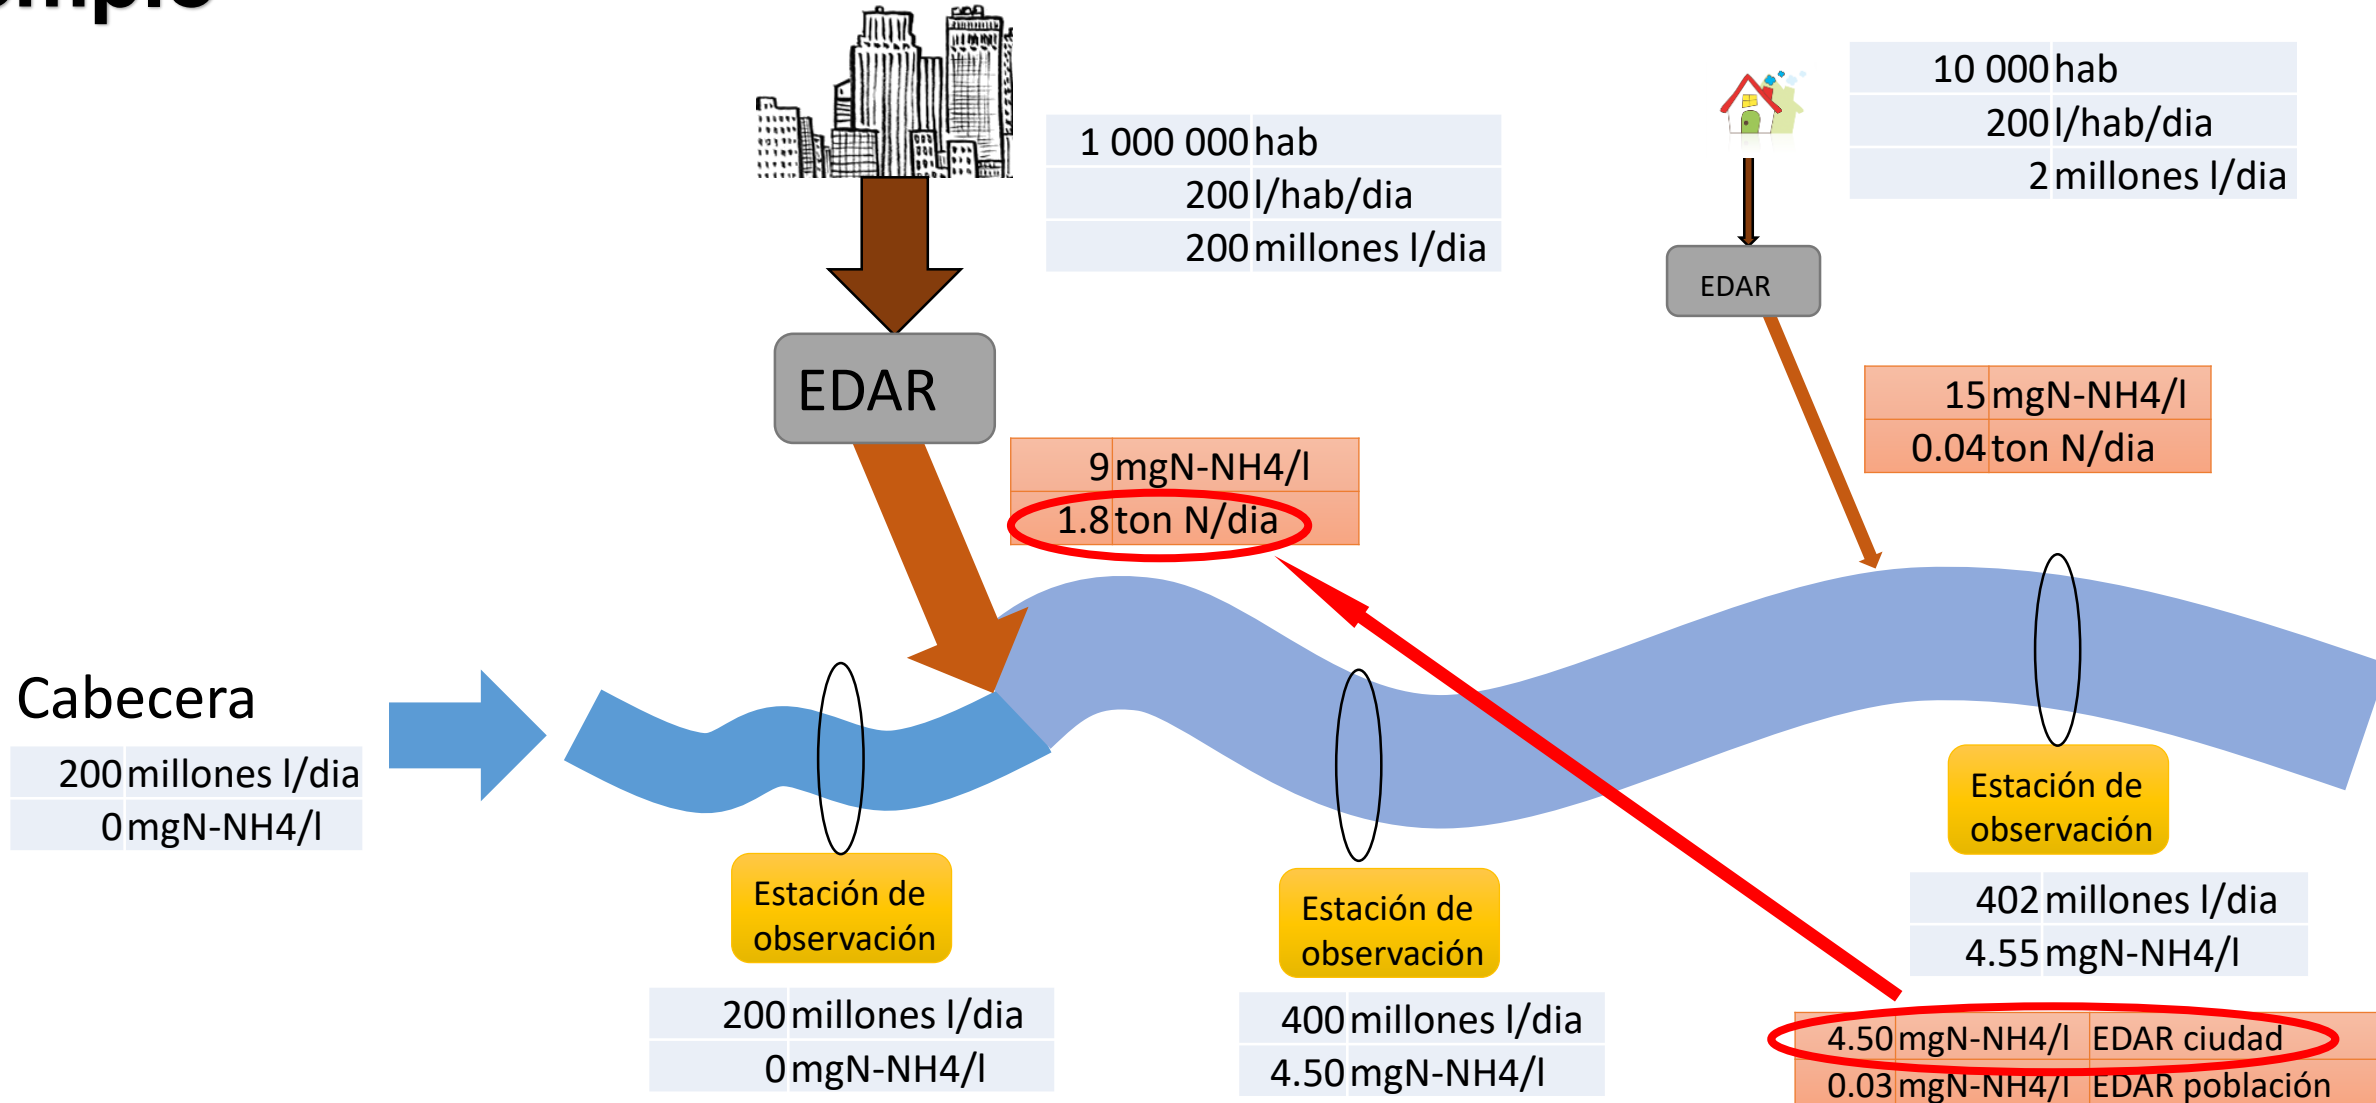 1 000 000 hab
200 l/hab/dia
200 millones l/dia
10 000 hab
200 l/hab/dia
2 millones l/dia
EDAR
EDAR
15 mgN-NH4/l
0.04 ton N/dia
9 mgN-NH4/l
1.8 ton N/dia
Cabecera
200 millones l/dia
0 mgN-NH4/l
Estación de
observación
200 millones l/dia
0 mgN-NH4/l
Estación de
observación
400 millones l/dia
4.50 mgN-NH4/l
Estación de
observación
402 millones l/dia
4.55 mgN-NH4/l
4.50 mgN-NH4/l EDAR ciudad
0.03 mgN-NH4/l EDAR población